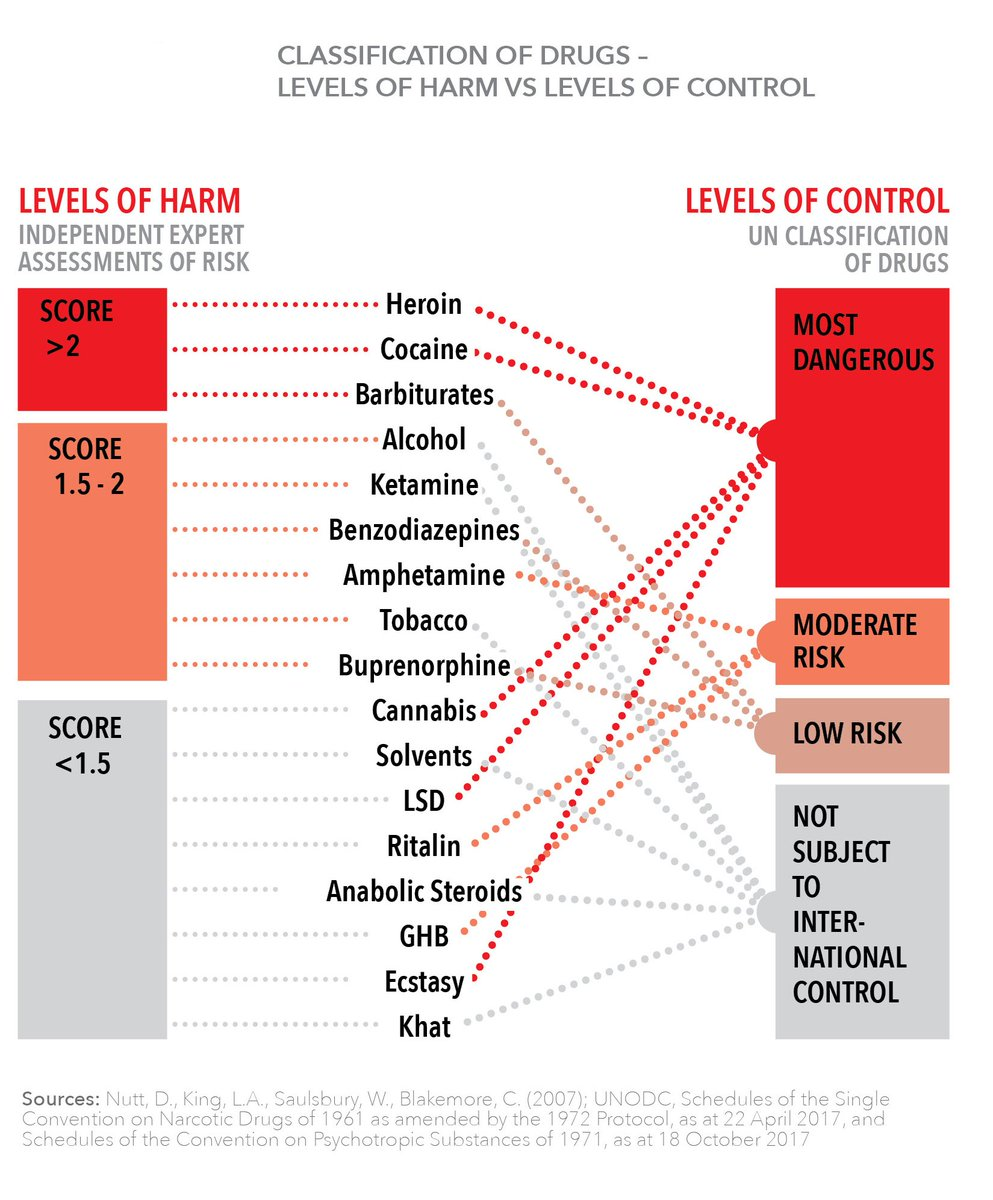 CLASSIFICATION OF DRUGS –
LEVELS OF HARM VS LEVELS OF CONTROL
LEVELS OF HARM
INDEPENDENT EXPERT
ASSESSMENTS OF RISK
LEVELS OF CONTROL
UN CLASSIFICATION
OF DRUGS
SCORE
>2
SCORE
1.5 - 2
SCORE
<1.5
Heroin
Cocaine
Barbiturates
Alcohol
Ketamine
Benzodiazepines
Amphetamine
Tobacco
Buprenorphine
Cannabis
Solvents
LSD
Ritalin
Anabolic Steroids
GHB
Ecstasy
Khat
MOST
DANGEROUS
MODERATE
RISK
LOW RISK
NOT
SUBJECT
TO
INTER-
NATIONAL
CONTROL
Sources: Nutt, D., King, L.A., Saulsbury, W., Blakemore, C. (2007); UNODC, Schedules of the Single
Convention on Narcotic Drugs of 1961 as amended by the 1972 Protocol, as at 22 April 2017, and
Schedules of the Convention on Psychotropic Substances of 1971, as at 18 October 2017